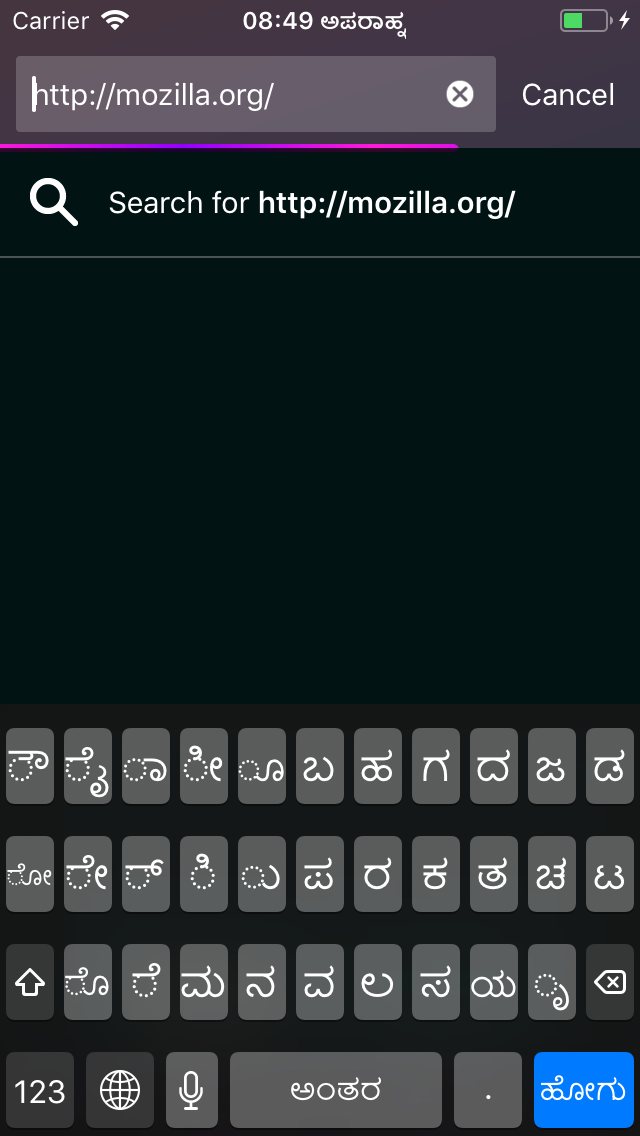 Carrier 08:49 ಅಪರಾಹ್ನ
http://mozilla.org/ Cancel
Search for http://mozilla.org/
ೌ ೈ ಾ ೀ ೂ ಬ ಹ ಗ ದ ಜ ಡ
ೋ ೇ ್ ಿ ು ಪ ರ ಕ ತ ಚ ಟ
ೊ ೆ ಮ ನ ವ ಲ ಸ ಯ ೃ
123 ಅಂತರ . ಹೋಗು